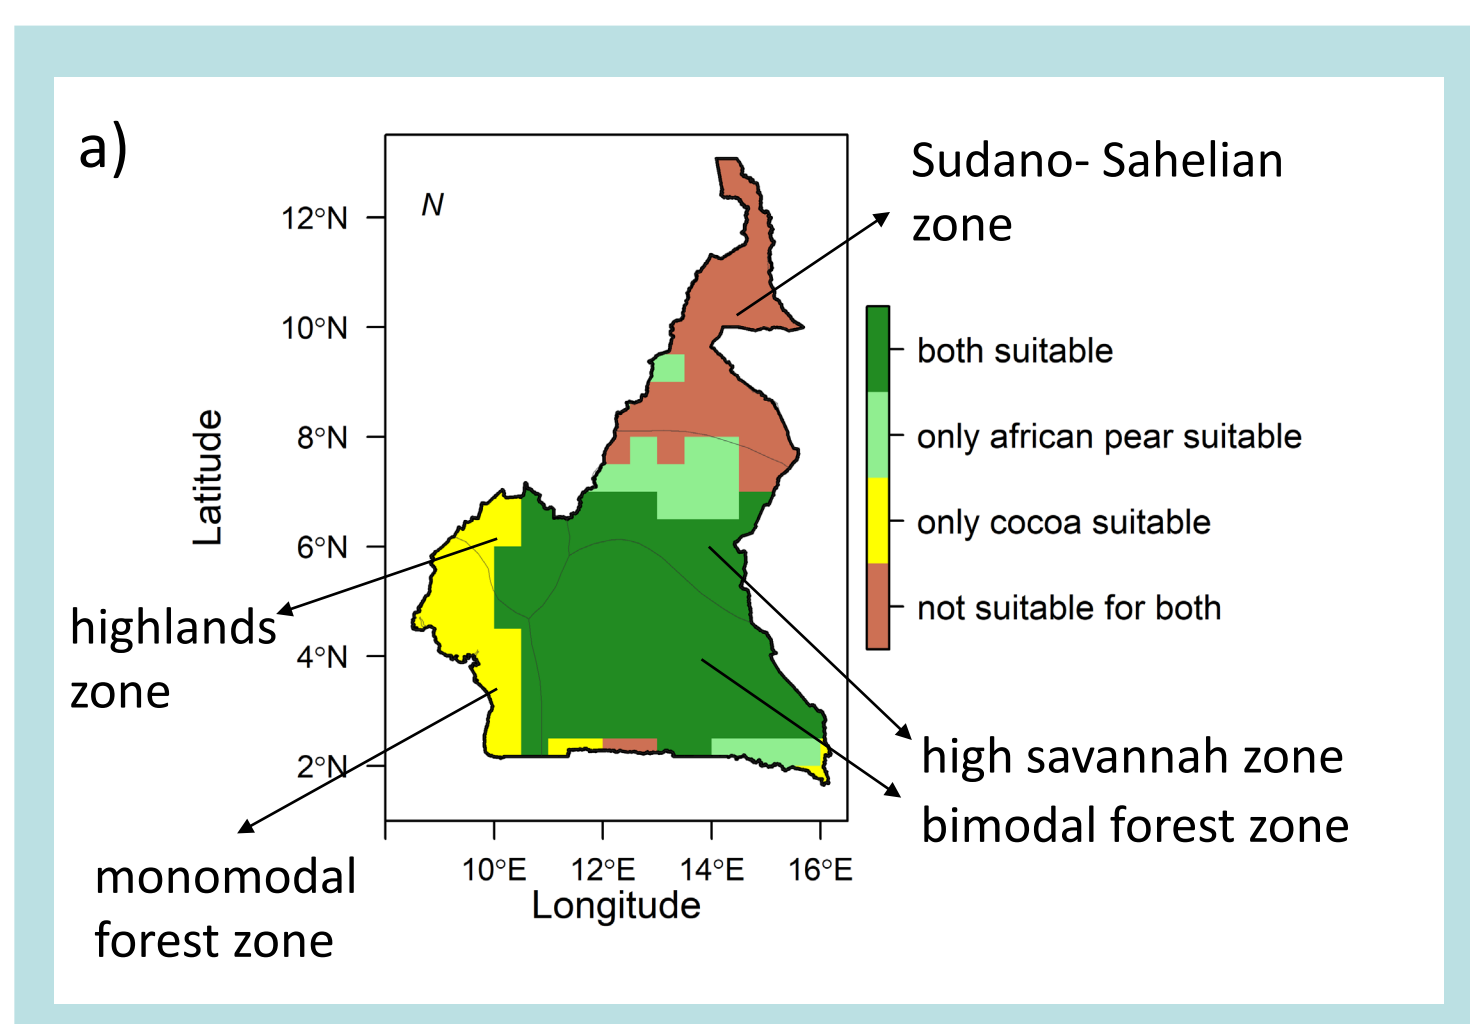 a)
N
Sudano- Sahelian
zone
12°N
10°N
8°N
6°N
4°N
2°N
Latitude
both suitable
only african pear suitable
only cocoa suitable
not suitable for both
highlands
zone
high savannah zone
bimodal forest zone
monomodal
forest zone
10°E 12°E 14°E 16°E
Longitude